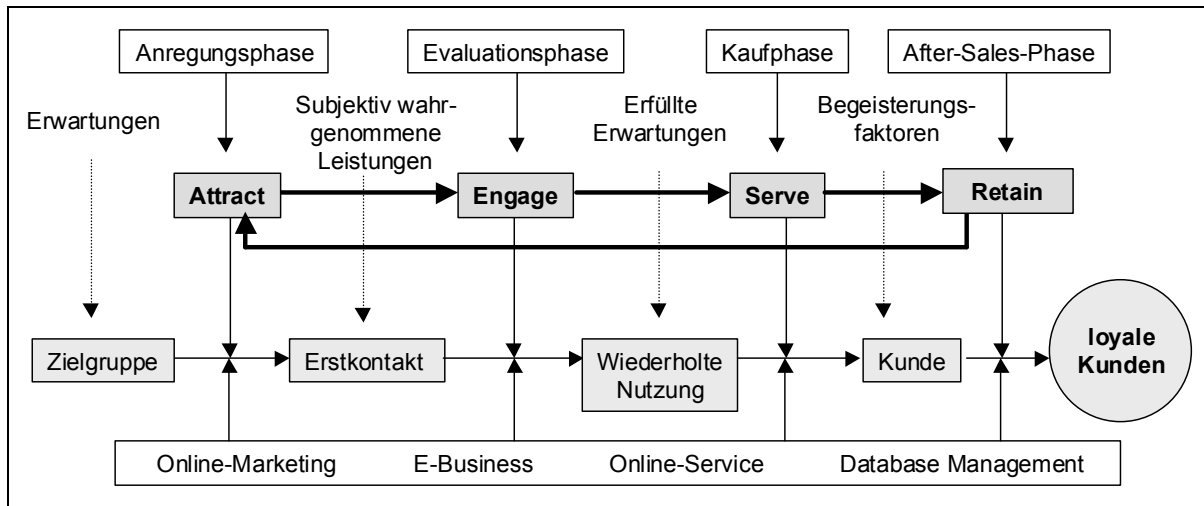 Anregungsphase
Evaluationsphase
Kaufphase
After-Sales-Phase
Erwartungen
Subjektiv wahr-
genommene
Leistungen
Erfüllte
Erwartungen
Begeisterungs-
faktoren
Attract
Engage
Serve
Retain
Zielgruppe
Erstkontakt
Wiederholte
Nutzung
Kunde
loyale
Kunden
Online-Marketing
E-Business
Online-Service
Database Management